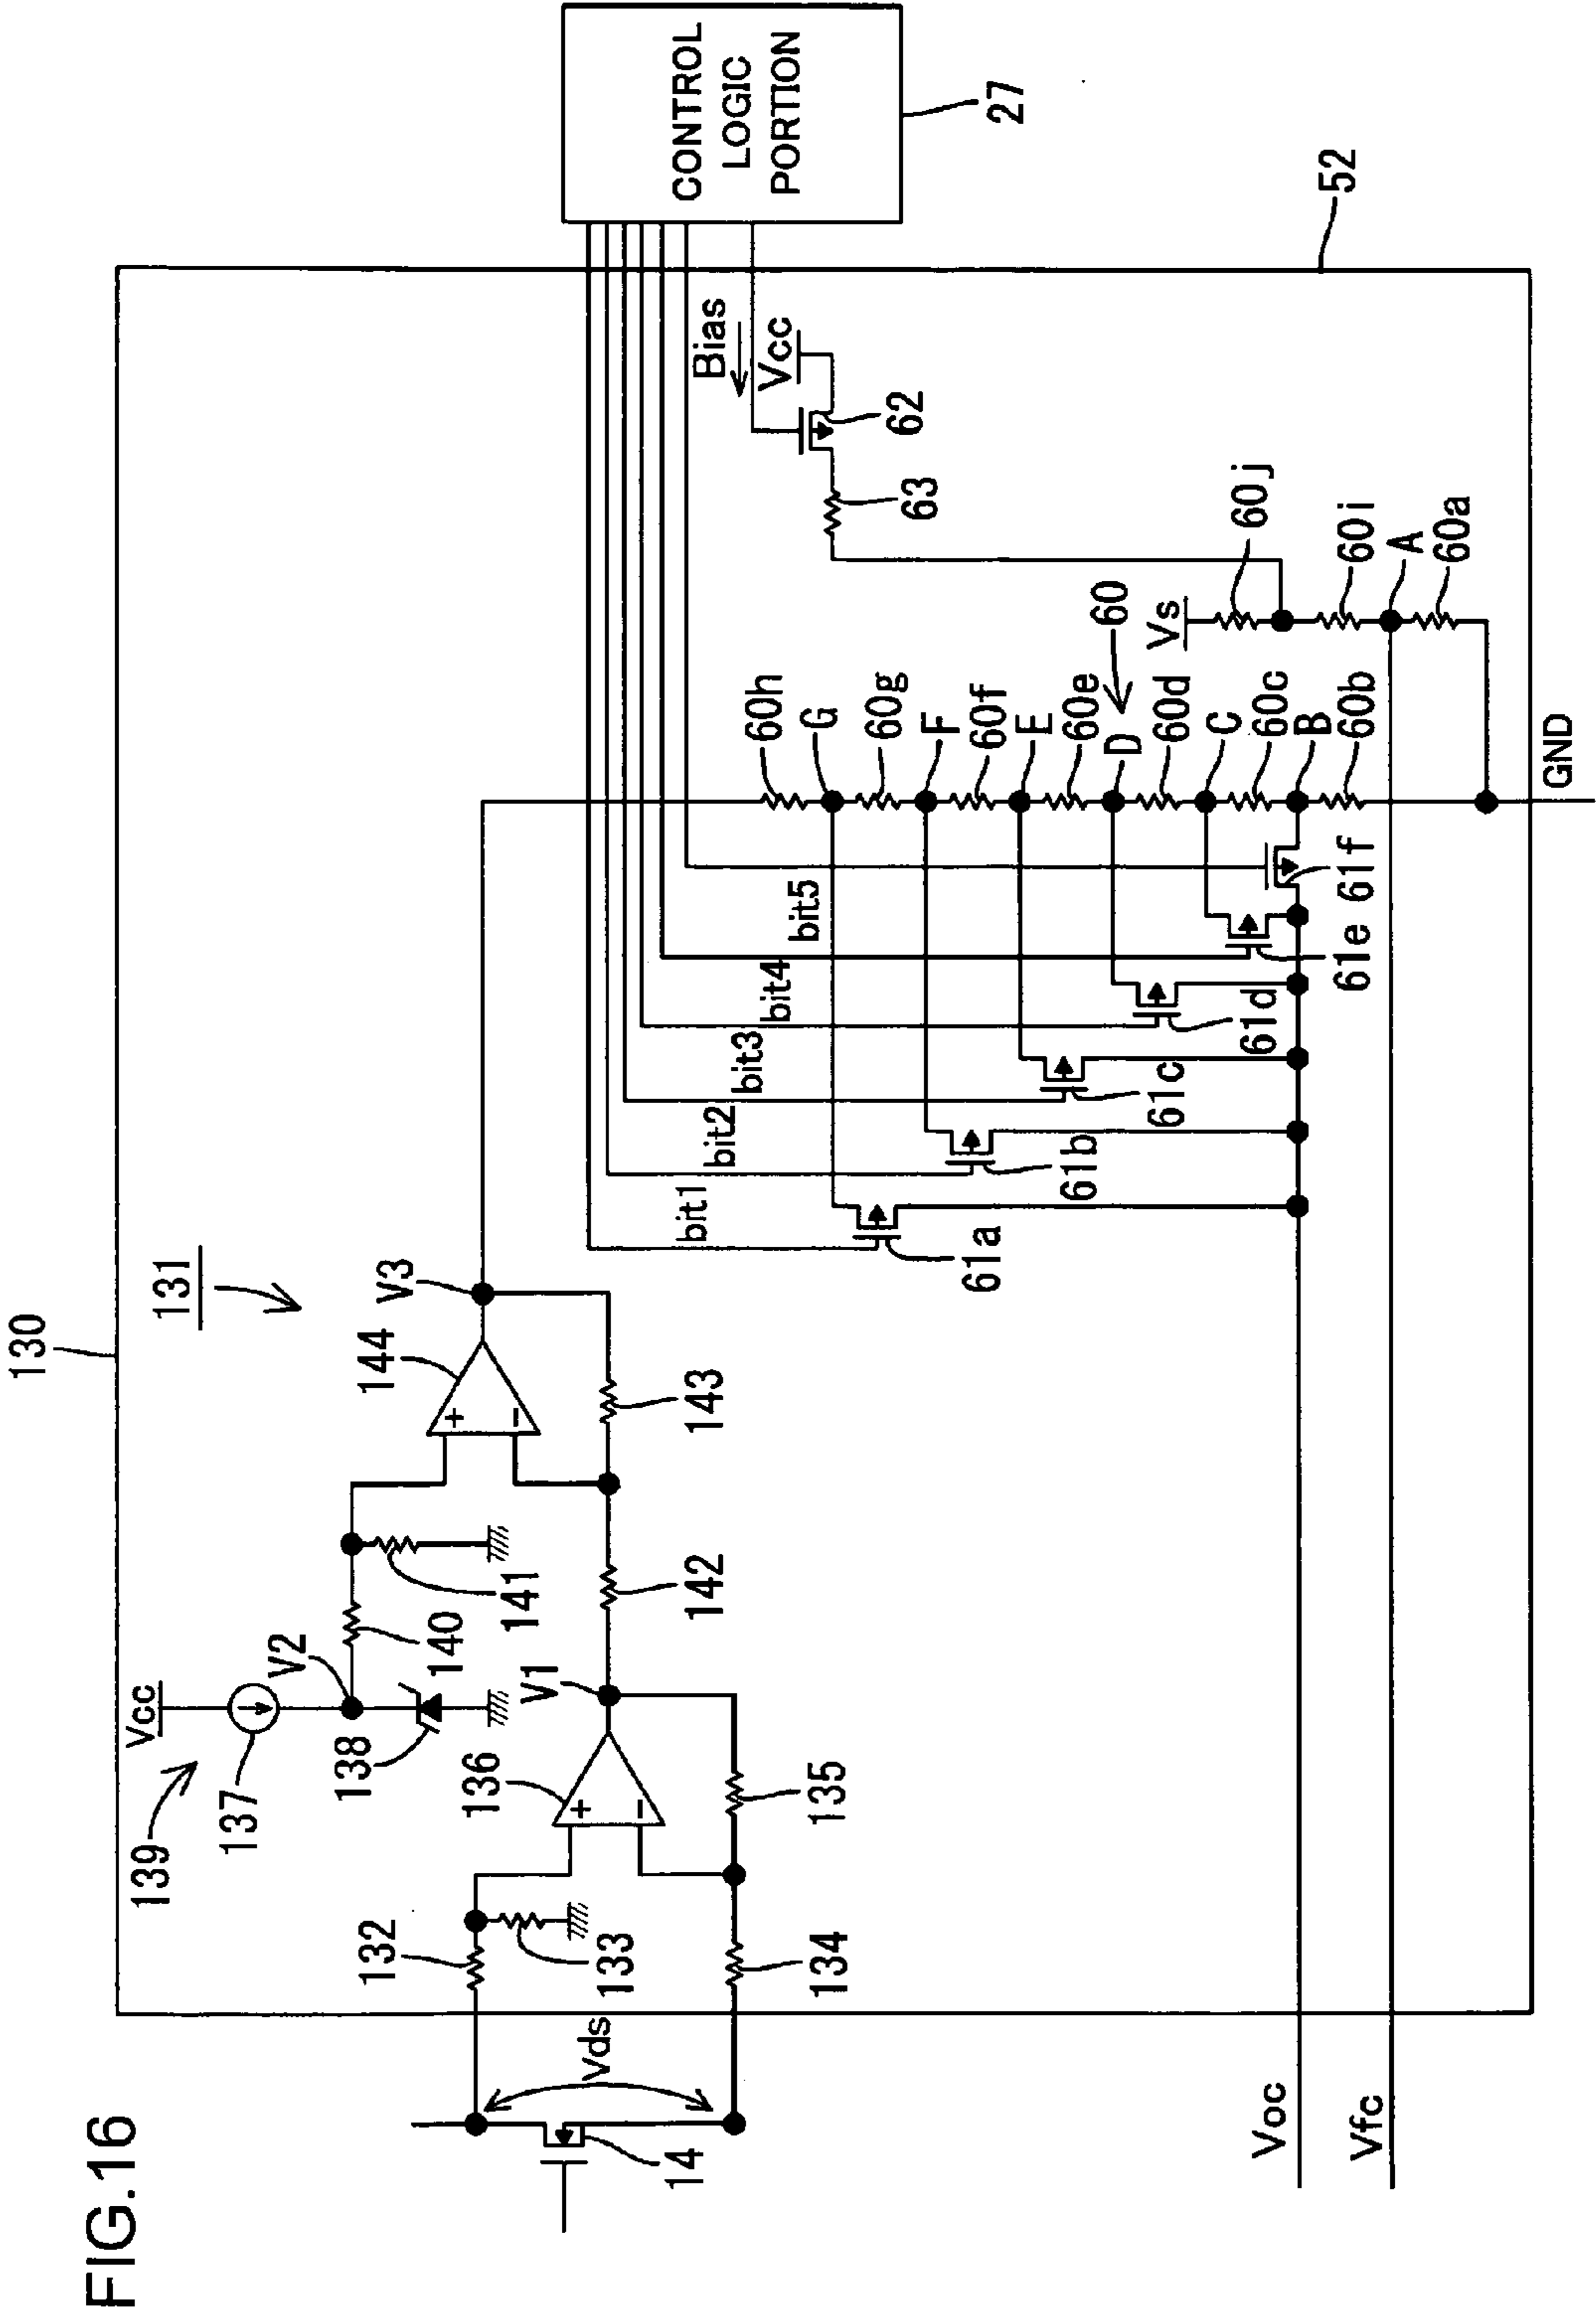 FIG.16
130
131
139
Vcc
137
V2
138
140
141
V3
144
+
-
143
142
V1
136
+
-
135
132
133
134
Vds
14
CONTROL
LOGIC
PORTION
27
52
Bias
Vcc
62
63
bit1
bit2
bit3
bit4
bit5
61a
61b
61c
61d
61e
61f
60h
G
60g
F
60f
E
60e
D
60
60d
C
60c
B
60b
Vs
60j
60i
A
60a
GND
Voc
Vfc